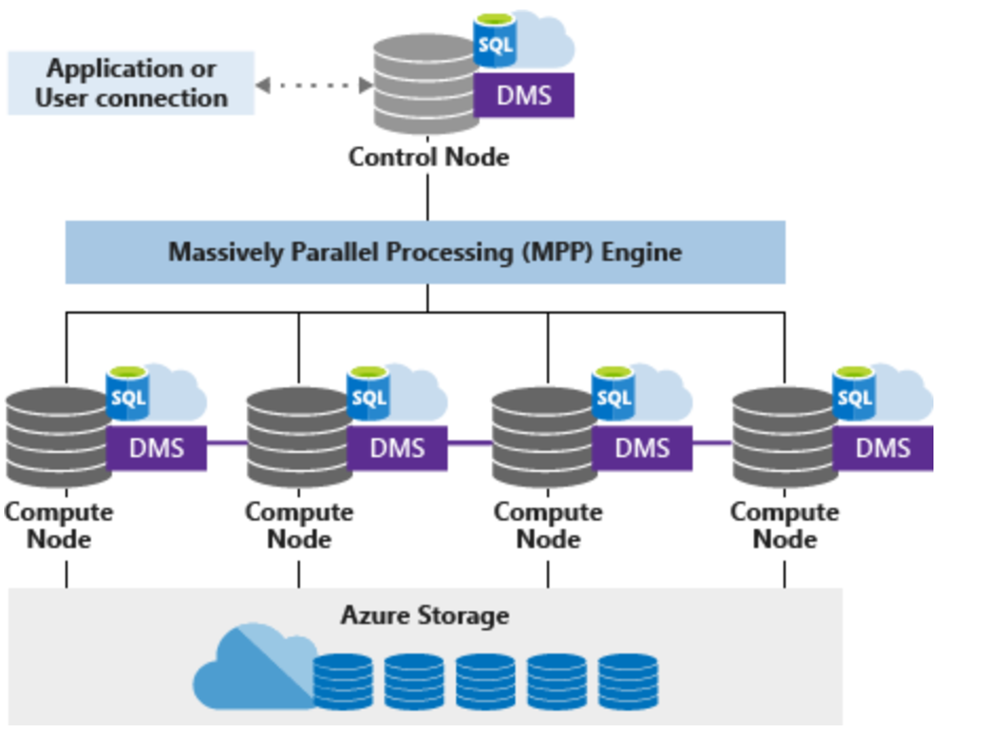 SQL
Application or
User connection
DMS
Control Node
Massively Parallel Processing (MPP) Engine
SQL
SQL
SQL
SQL
DMS
DMS
DMS
DMS
Compute
Node
Compute
Node
Compute
Node
Compute
Node
Azure Storage